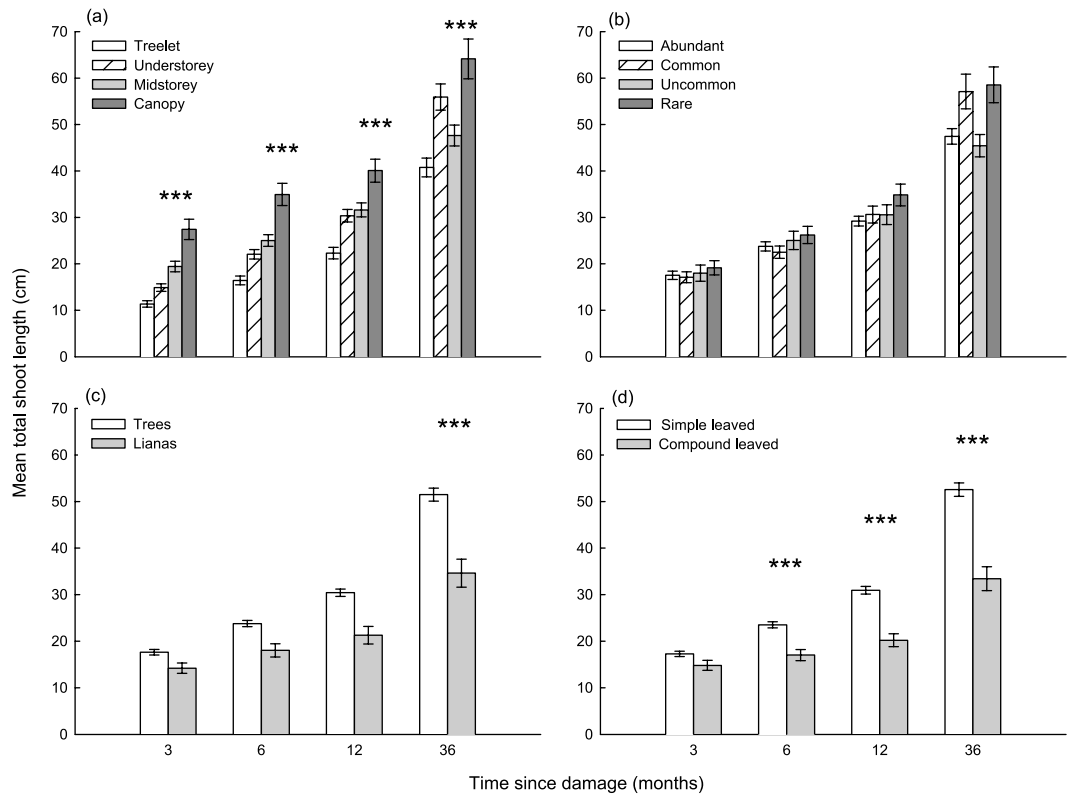 (a)
Treelet
Understorey
Midstorey
Canopy
***
***
***
***
70
60
50
40
30
20
10
0
(b)
Abundant
Common
Uncommon
Rare
70
60
50
40
30
20
10
0
(c)
Trees
Lianas
***
70
60
50
40
30
20
10
0
3
6
12
36
(d)
Simple leaved
Compound leaved
***
***
***
70
60
50
40
30
20
10
0
3
6
12
36
Mean total shoot length (cm)
Time since damage (months)